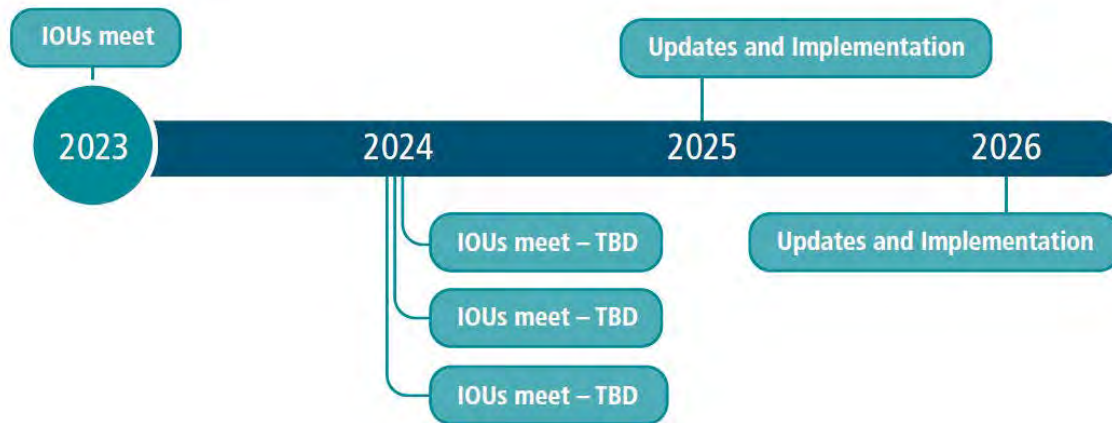 IOUs meet
Updates and Implementation
2023
2024
2025
2026
IOUs meet – TBD
Updates and Implementation
IOUs meet – TBD
IOUs meet – TBD